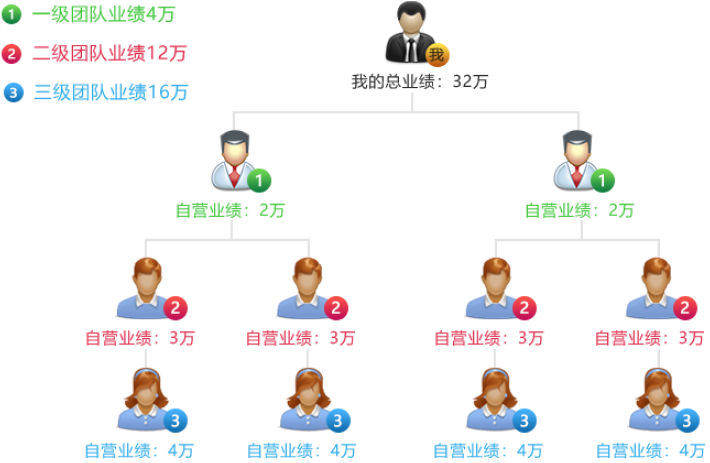 1 一级团队业绩4万
2 二级团队业绩12万
3 三级团队业绩16万
我
我的总业绩：32万
1 1
自营业绩：2万 自营业绩：2万
2 2 2 2
自营业绩：3万 自营业绩：3万 自营业绩：3万 自营业绩：3万
3 3 3 3
自营业绩：4万 自营业绩：4万 自营业绩：4万 自营业绩：4万